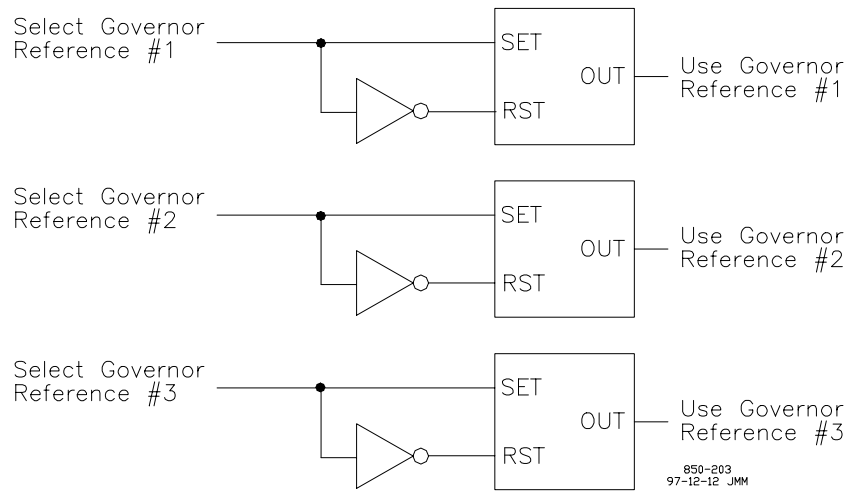 Select Governor
Reference #1
SET
OUT
RST
Use Governor
Reference #1
Select Governor
Reference #2
SET
OUT
RST
Use Governor
Reference #2
Select Governor
Reference #3
SET
OUT
RST
Use Governor
Reference #3
850-203
97-12-12 JMM